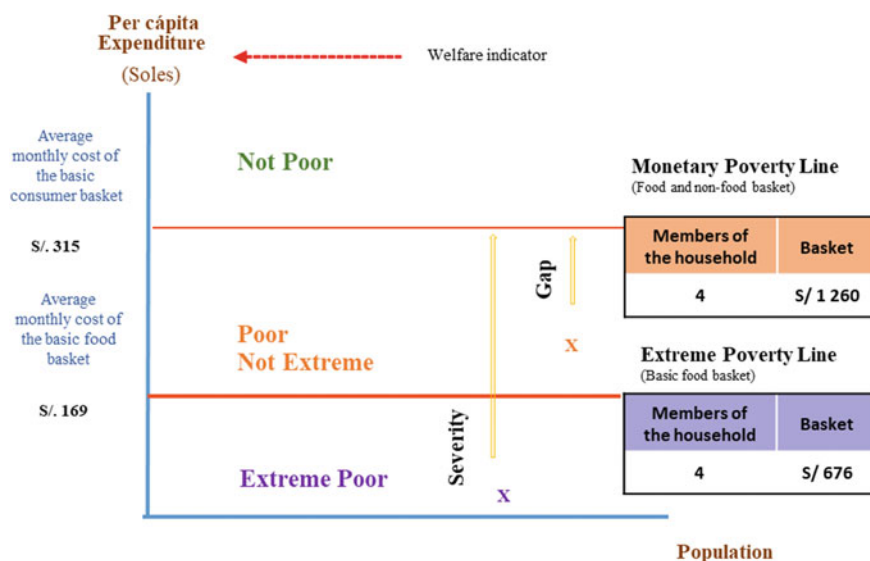 Per cápita
Expenditure
(Soles)
Welfare indicator
Average
monthly cost of
the basic
consumer basket
S/. 315
Average
monthly cost of
the basic food
basket
S/. 169
Not Poor
Poor
Not Extreme
Extreme Poor
Severity
X
Gap
X
Monetary Poverty Line
(Food and non-food basket)
Members of
the household
Basket
4
S/ 1 260
Extreme Poverty Line
(Basic food basket)
Members of
the household
Basket
4
S/ 676
Population